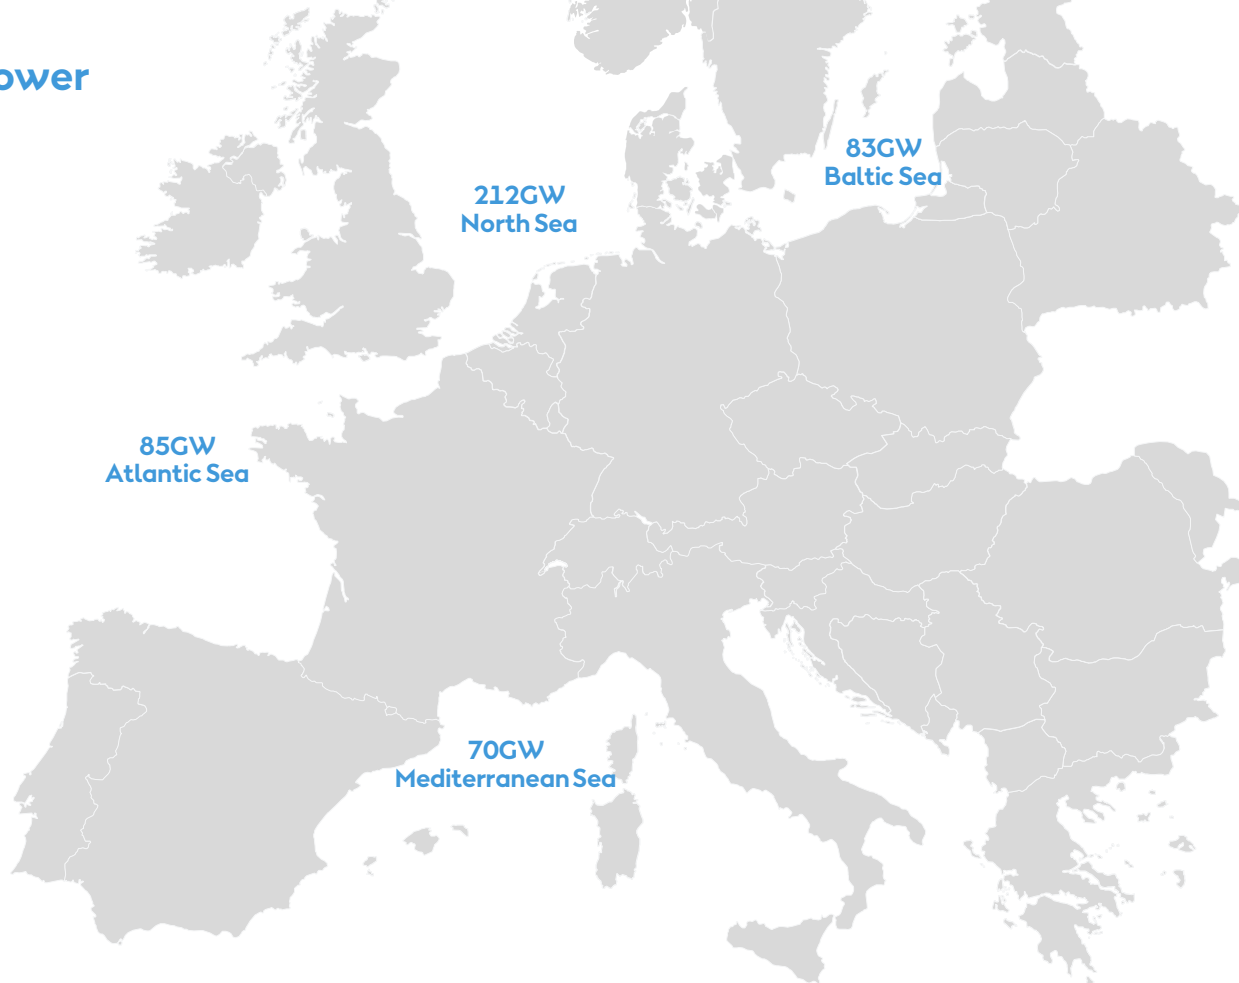 ower
83GW
Baltic Sea
212GW
North Sea
85GW
Atlantic Sea
70GW
Mediterranean Sea